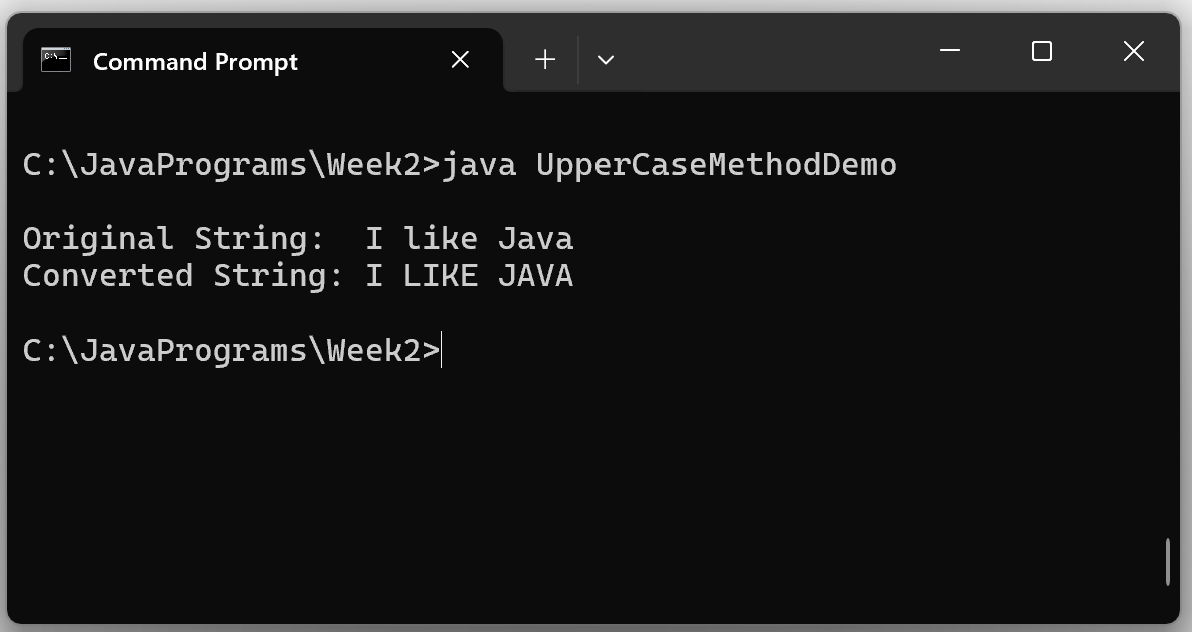 Command Prompt
C:\JavaPrograms\Week2>java UpperCaseMethodDemo
Original String:  I like Java
Converted String: I LIKE JAVA
C:\JavaPrograms\Week2>